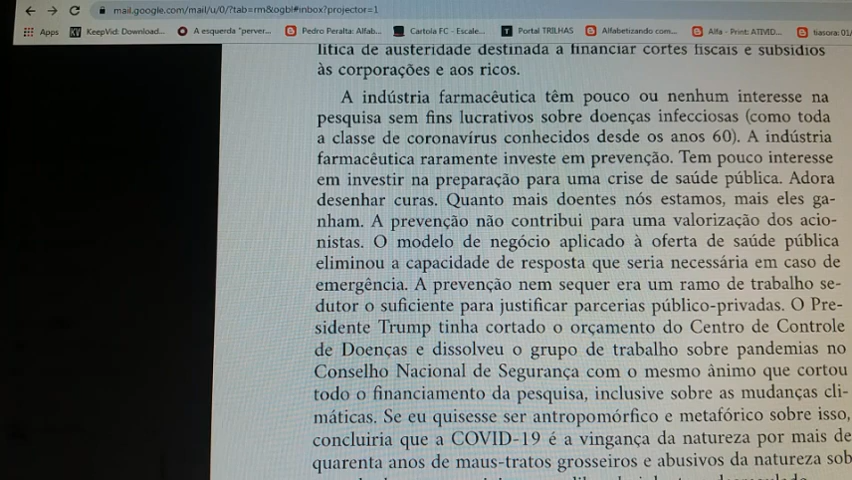 mail.google.com/mail/u/0/?tab=rm&ogbl#inbox?projector=1
Apps KeepVid: Download... A esquerda "perver... Pedro Peralta: Alfab... Cartola FC - Escale... Portal TRILHAS Alfabetizando com... Alfa - Print: ATIVID... tiasora: 01/
lítica de austeridade destinada a financiar cortes fiscais e subsídios
às corporações e aos ricos.
A indústria farmacêutica têm pouco ou nenhum interesse na
pesquisa sem fins lucrativos sobre doenças infecciosas (como toda
a classe de coronavírus conhecidos desde os anos 60). A indústria
farmacêutica raramente investe em prevenção. Tem pouco interesse
em investir na preparação para uma crise de saúde pública. Adora
desenhar curas. Quanto mais doentes nós estamos, mais eles ga-
nham. A prevenção não contribui para uma valorização dos acio-
nistas. O modelo de negócio aplicado à oferta de saúde pública
eliminou a capacidade de resposta que seria necessária em caso de
emergência. A prevenção nem sequer era um ramo de trabalho se-
dutor o suficiente para justificar parcerias público-privadas. O Pre-
sidente Trump tinha cortado o orçamento do Centro de Controle
de Doenças e dissolveu o grupo de trabalho sobre pandemias no
Conselho Nacional de Segurança com o mesmo ânimo que cortou
todo o financiamento da pesquisa, inclusive sobre as mudanças cli-
máticas. Se eu quisesse ser antropomórfico e metafórico sobre isso,
concluiria que a COVID-19 é a vingança da natureza por mais de
quarenta anos de maus-tratos grosseiros e abusivos da natureza sob